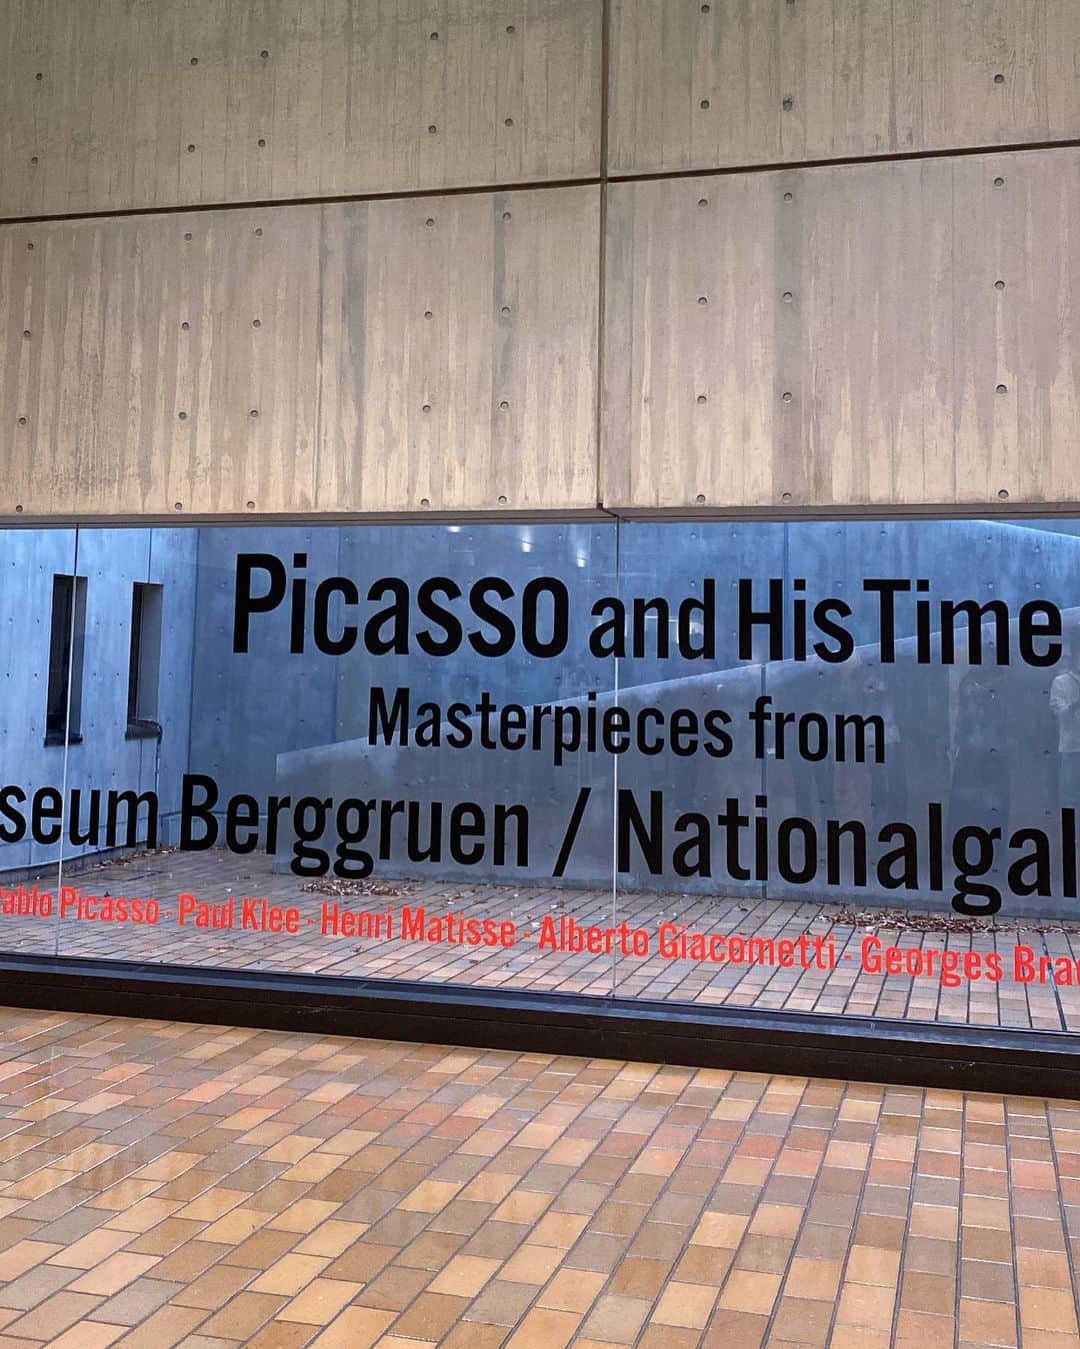 Picasso and His Time
Masterpieces from
seum Berggruen / Nationalgal
Pablo Picasso - Paul Klee - Henri Matisse - Alberto Giacometti - Georges Bra